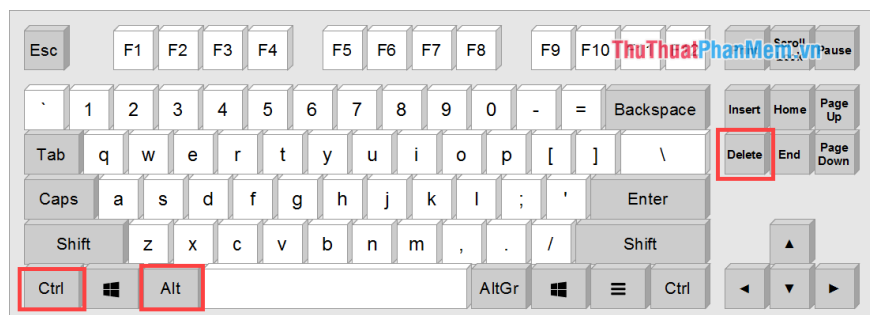 Esc F1 F2 F3 F4 F5 F6 F7 F8 F9 F10 ThuThuatPhanMem.vn Scroll Pause
` 1 2 3 4 5 6 7 8 9 0 - = Backspace Insert Home Page Up
Tab q w e r t y u i o p [ ] \ Delete End Page Down
Caps a s d f g h j k l ; ' Enter
Shift z x c v b n m , . / Shift
Ctrl Alt AltGr Ctrl